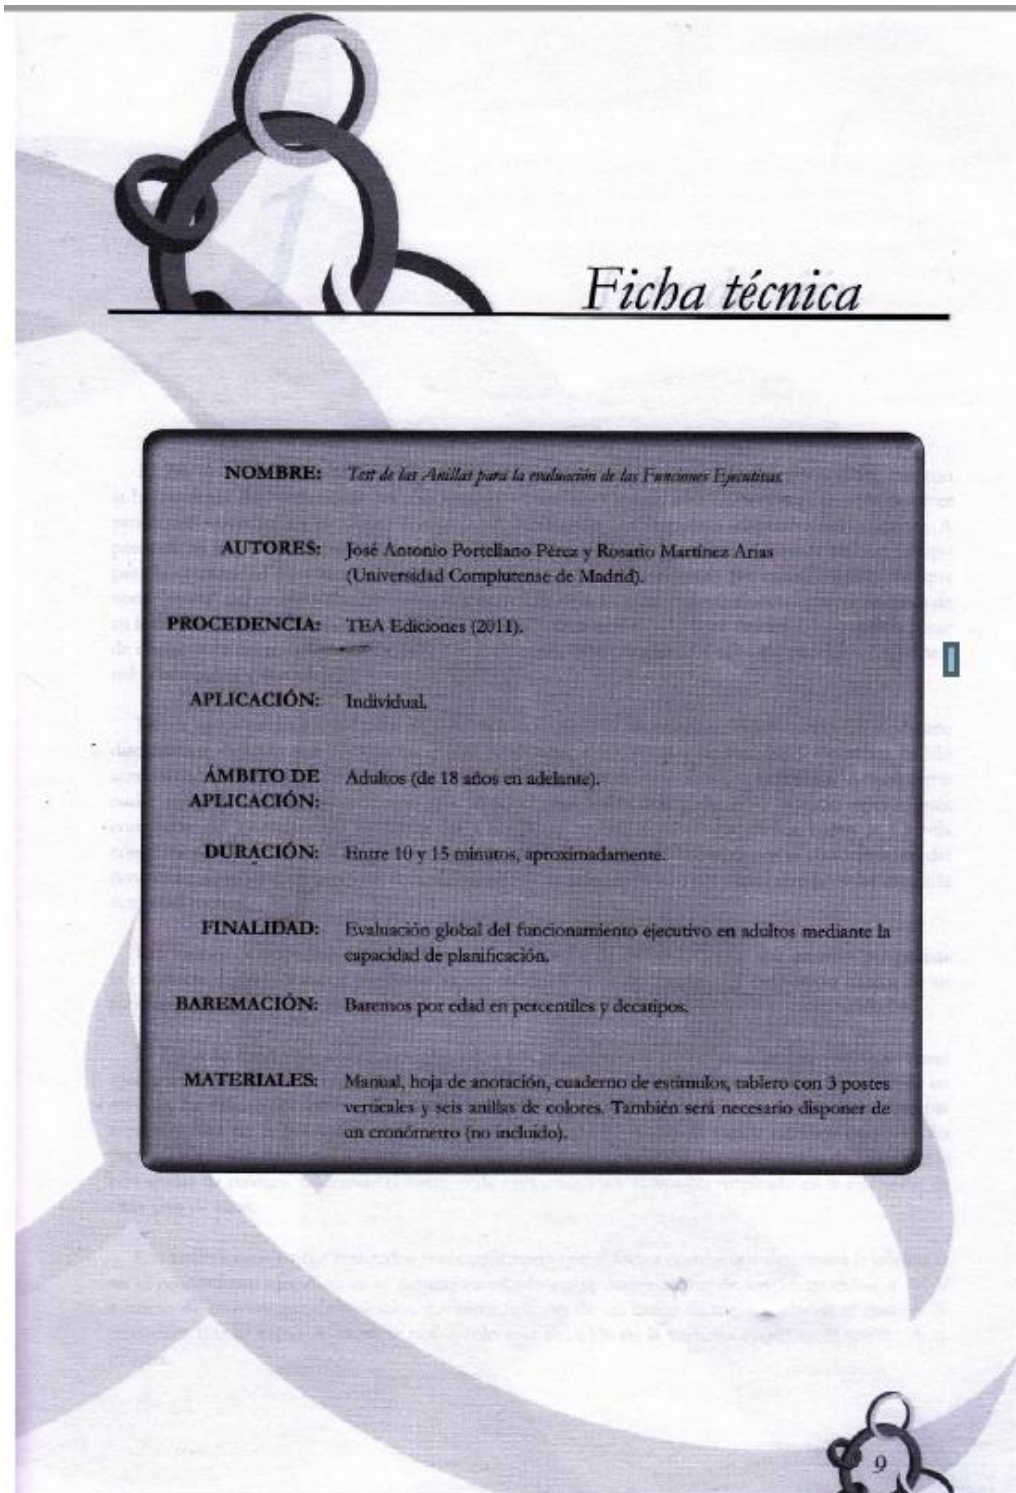 Ficha técnica
NOMBRE: Test de las Anillas para la evaluación de las Funciones Ejecutivas.
AUTORES: José Antonio Portellano Pérez y Rosario Martínez Arias
(Universidad Complutense de Madrid).
PROCEDENCIA: TEA Ediciones (2011).
APLICACIÓN: Individual.
ÁMBITO DE Adultos (de 18 años en adelante).
APLICACIÓN:
DURACIÓN: Entre 10 y 15 minutos, aproximadamente.
FINALIDAD: Evaluación global del funcionamiento ejecutivo en adultos mediante la
capacidad de planificación.
BAREMACIÓN: Baremos por edad en percentiles y decatipos.
MATERIALES: Manual, hoja de anotación, cuaderno de estímulos, tablero con 3 postes
verticales y seis anillas de colores. También será necesario disponer de
un cronómetro (no incluido).
9